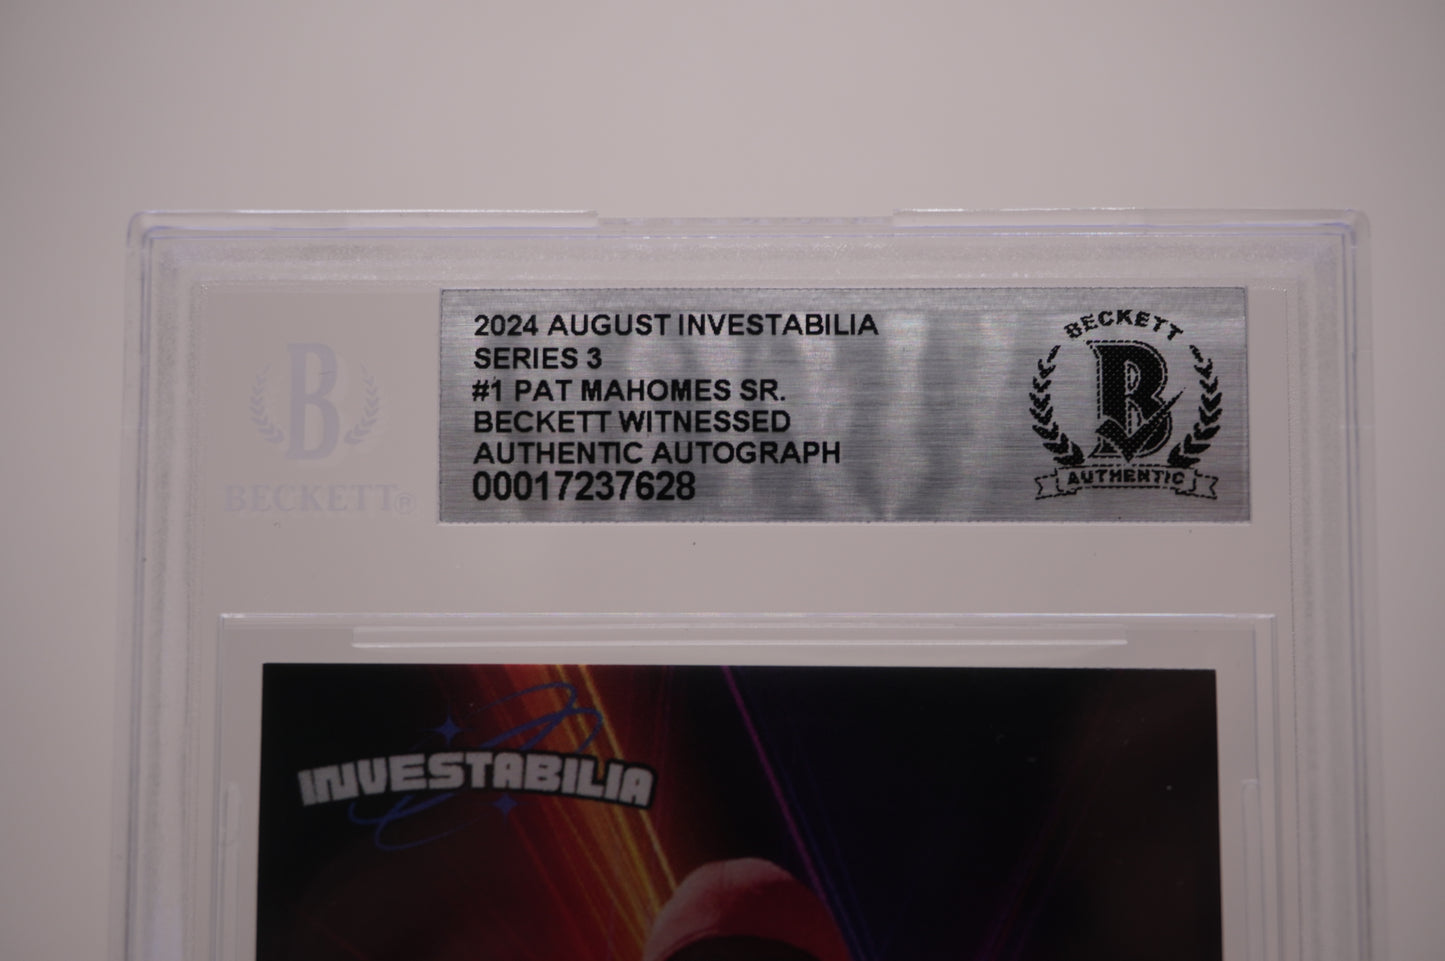 2024 AUGUST INVESTABILIA
SERIES 3
#1 PAT MAHOMES SR.
BECKETT WITNESSED
AUTHENTIC AUTOGRAPH
00017237628
BECKETT
B
AUTHENTIC
B
BECKETT®
INVESTABILIA